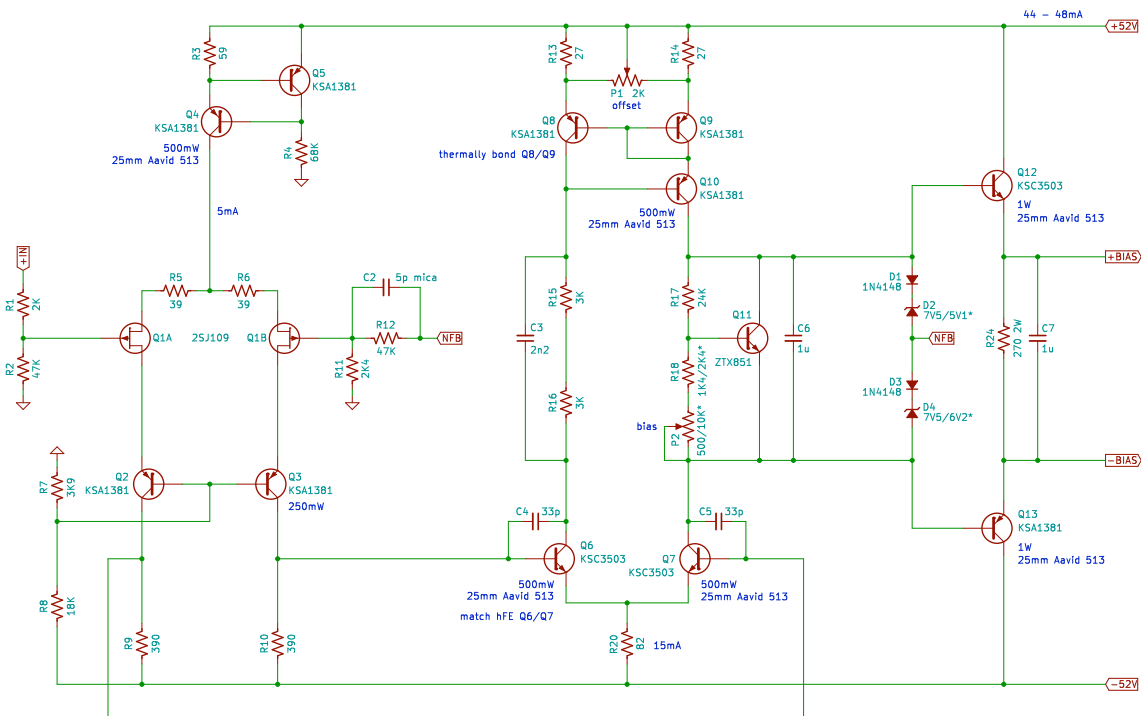 44 - 48mA
+52V
R3
59
Q5
KSA1381
R13
27
R14
27
P1 2K
offset
Q4
KSA1381
500mW
25mm Aavid 513
R4
68K
Q8
KSA1381
Q9
KSA1381
thermally bond Q8/Q9
Q10
KSA1381
500mW
25mm Aavid 513
Q12
KSC3503
1W
25mm Aavid 513
5mA
+IN
R1
2K
R5
39
R6
39
C2
5p mica
+BIAS
R15
3K
R17
24K
D1
1N4148
D2
7V5/5V1*
Q1A
2SJ109
Q1B
R12
47K
NFB
C3
2n2
Q11
ZTX851
C6
1u
NFB
R24
270 2W
C7
1u
R2
47K
R11
2K4
R18
1K4/2K4*
D3
1N4148
D4
7V5/6V2*
R16
3K
bias
P2
500/10K*
-BIAS
R7
3K9
Q2
KSA1381
Q3
KSA1381
250mW
C4
33p
C5
33p
Q13
KSA1381
1W
25mm Aavid 513
Q6
KSC3503
500mW
25mm Aavid 513
match hFE Q6/Q7
Q7
KSC3503
500mW
25mm Aavid 513
R8
18K
R9
390
R10
390
R20
82
15mA
-52V